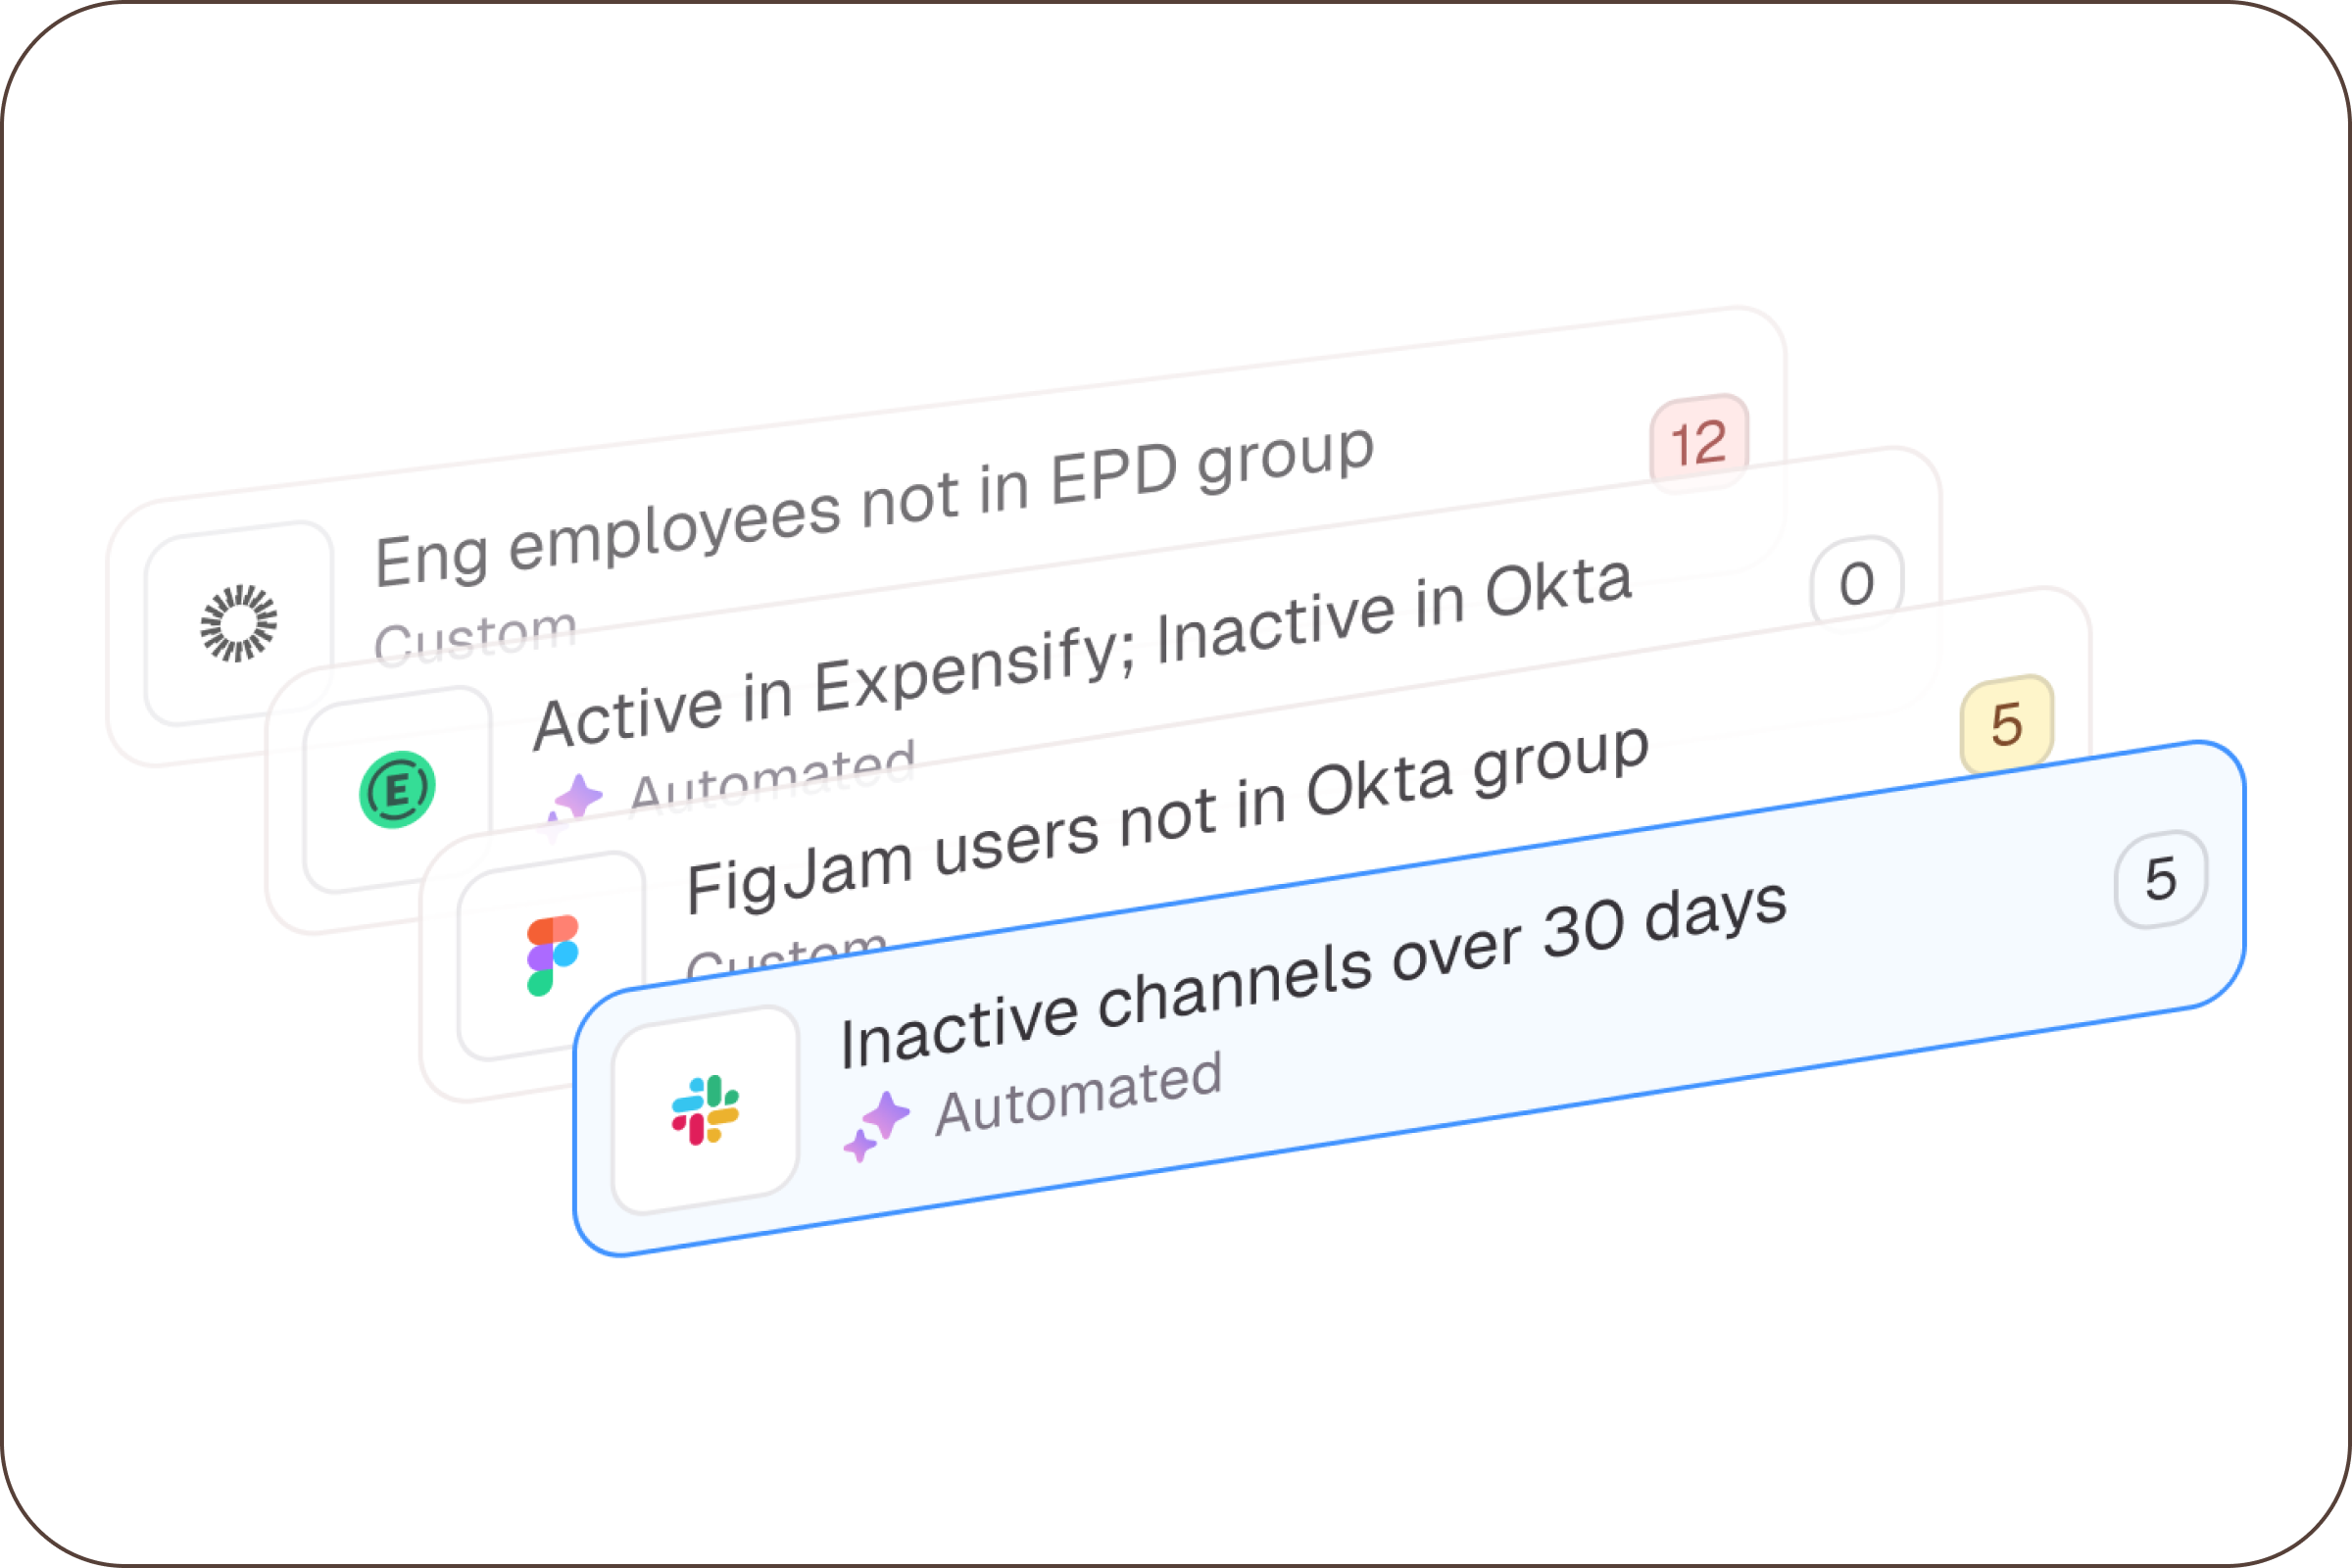 Eng employees not in EPD group
12
Custom
Active in Expensify; Inactive in Okta
0
Automated
E
FigJam users not in Okta group
5
Custom
Inactive channels over 30 days
5
Automated